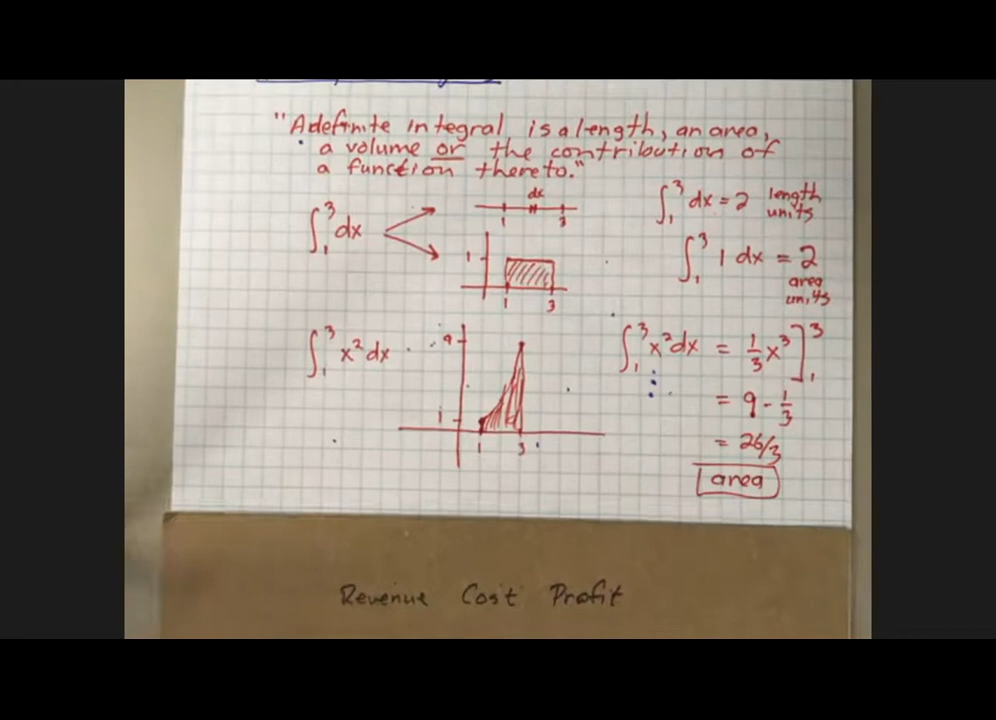 "A definite integral is a length, an area,
a volume or the contribution of
a function thereto."
∫₁³ dx
dx
1 3
1
1 3
∫₁³ dx = 2 length units
∫₁³ 1 dx = 2 area units
∫₁³ x² dx
9
1
1 3
∫₁³ x² dx = 1/3 x³ ]₁³
= 9 - 1/3
= 26/3
area
Revenue Cost Profit